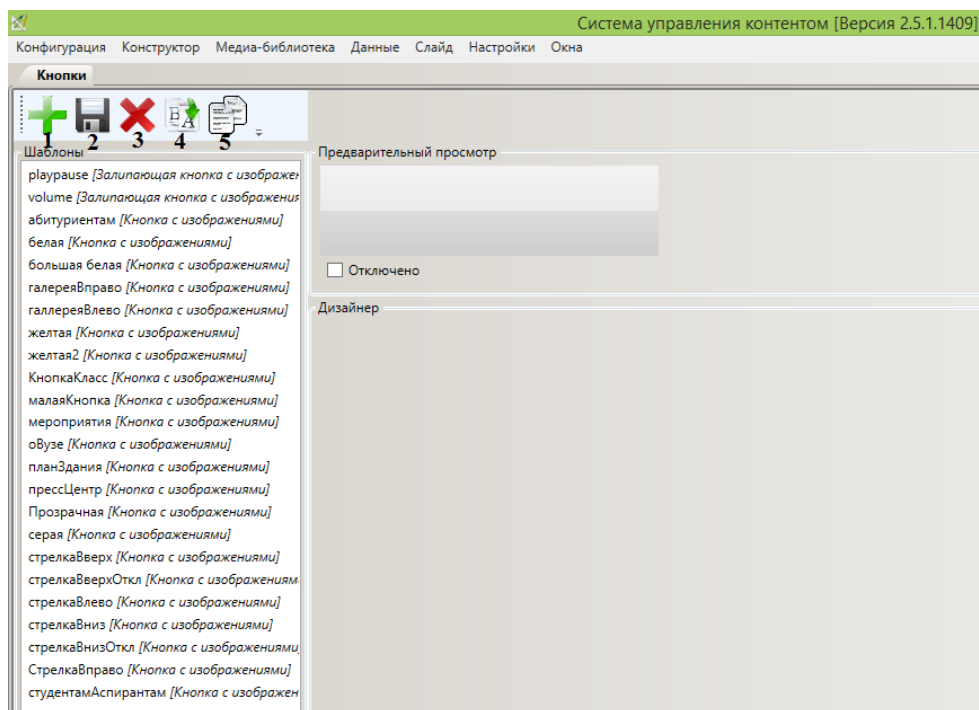 Система управления контентом [Версия 2.5.1.1409]
Конфигурация Конструктор Медиа-библиотека Данные Слайд Настройки Окна
Кнопки
B A
1 2 3 4 5
Шаблоны
playpause [Залипающая кнопка с изображен
volume [Залипающая кнопка с изображения
абитуриентам [Кнопка с изображениями]
белая [Кнопка с изображениями]
большая белая [Кнопка с изображениями]
галереяВправо [Кнопка с изображениями]
галлереяВлево [Кнопка с изображениями]
желтая [Кнопка с изображениями]
желтая2 [Кнопка с изображениями]
КнопкаКласс [Кнопка с изображениями]
малаяКнопка [Кнопка с изображениями]
мероприятия [Кнопка с изображениями]
оВузе [Кнопка с изображениями]
планЗдания [Кнопка с изображениями]
прессЦентр [Кнопка с изображениями]
Прозрачная [Кнопка с изображениями]
серая [Кнопка с изображениями]
стрелкаВверх [Кнопка с изображениями]
стрелкаВверхОткл [Кнопка с изображениям
стрелкаВлево [Кнопка с изображениями]
стрелкаВниз [Кнопка с изображениями]
стрелкаВнизОткл [Кнопка с изображениями
СтрелкаВправо [Кнопка с изображениями]
студентамАспирантам [Кнопка с изображен
Предварительный просмотр
Отключено
Дизайнер